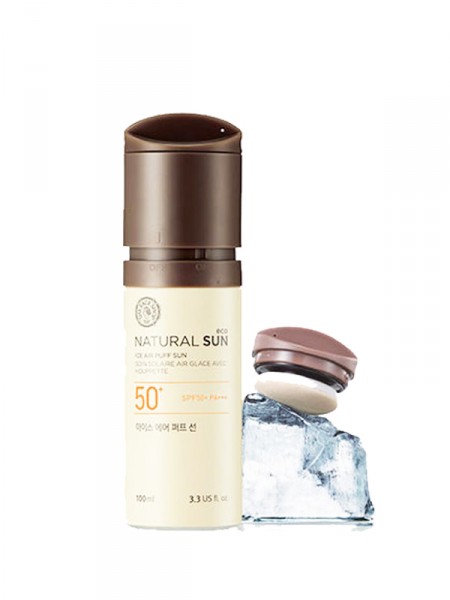 eco
NATURAL SUN
ICE AIR PUFF SUN
SOIN SOLAIRE AIR GLACE AVEC
HOUPPETTE
50+
SPF50+ PA+++
아이스 에어 퍼프 선
100ml
3.3 US fl. oz.